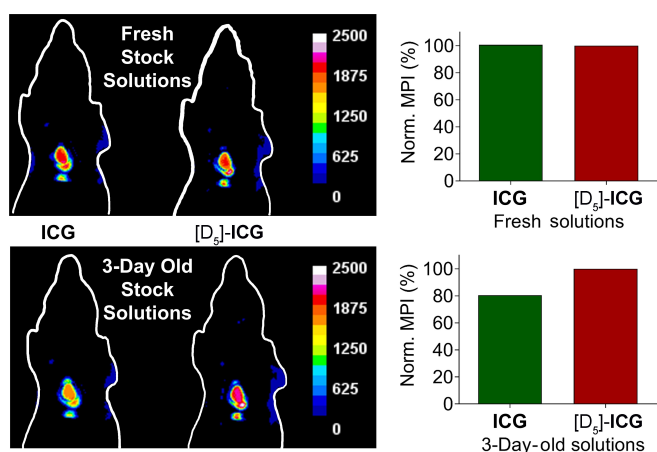 Fresh
Stock
Solutions
2500
1875
1250
625
0
ICG
[D5]-ICG
3-Day Old
Stock
Solutions
2500
1875
1250
625
0
Norm. MPI (%)
100
80
60
40
20
0
ICG
[D5]-ICG
Fresh solutions
Norm. MPI (%)
100
80
60
40
20
0
ICG
[D5]-ICG
3-Day-old solutions